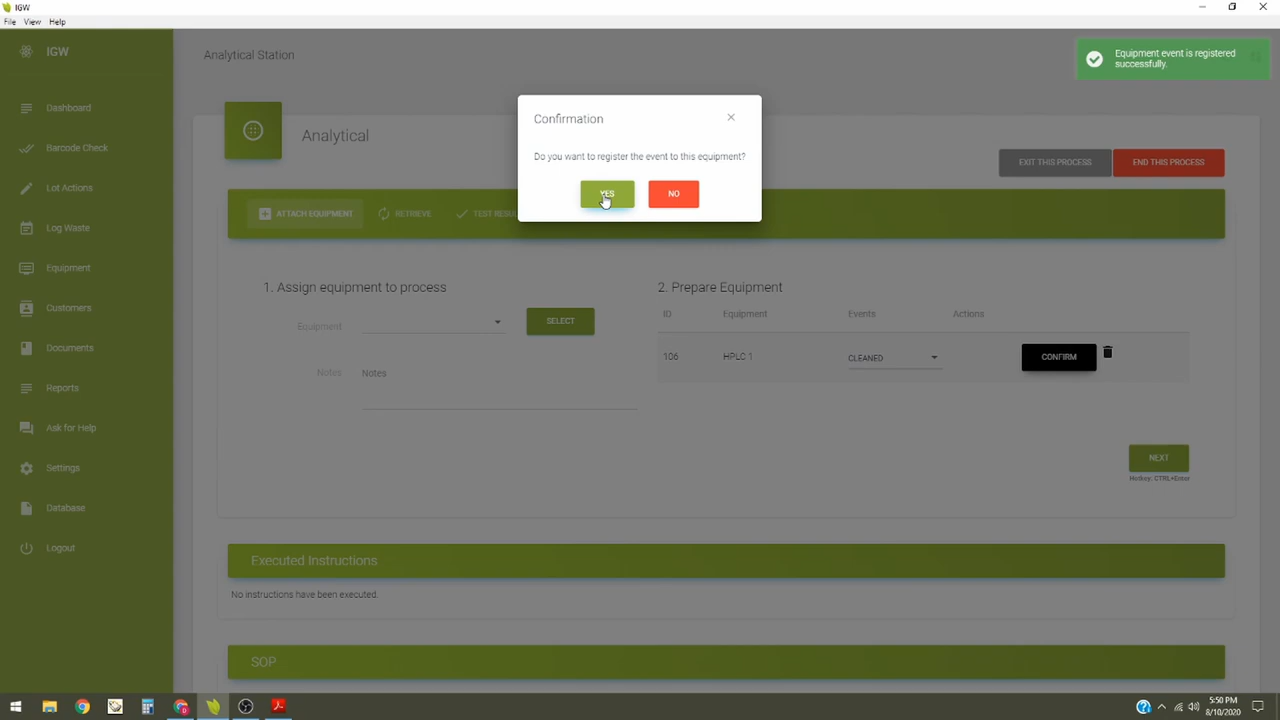 IGW
File View Help
IGW
Dashboard
Barcode Check
Lot Actions
Log Waste
Equipment
Customers
Documents
Reports
Ask for Help
Settings
Database
Logout
Analytical Station
Equipment event is registered
successfully.
Analytical
EXIT THIS PROCESS END THIS PROCESS
Confirmation
Do you want to register the event to this equipment?
YES NO
ATTACH EQUIPMENT RETRIEVE TEST RESU
1. Assign equipment to process
Equipment
SELECT
Notes Notes
2. Prepare Equipment
ID Equipment Events Actions
106 HPLC 1 CLEANED CONFIRM
NEXT
Hotkey: CTRL+Enter
Executed Instructions
No instructions have been executed.
SOP
5:50 PM
8/10/2020